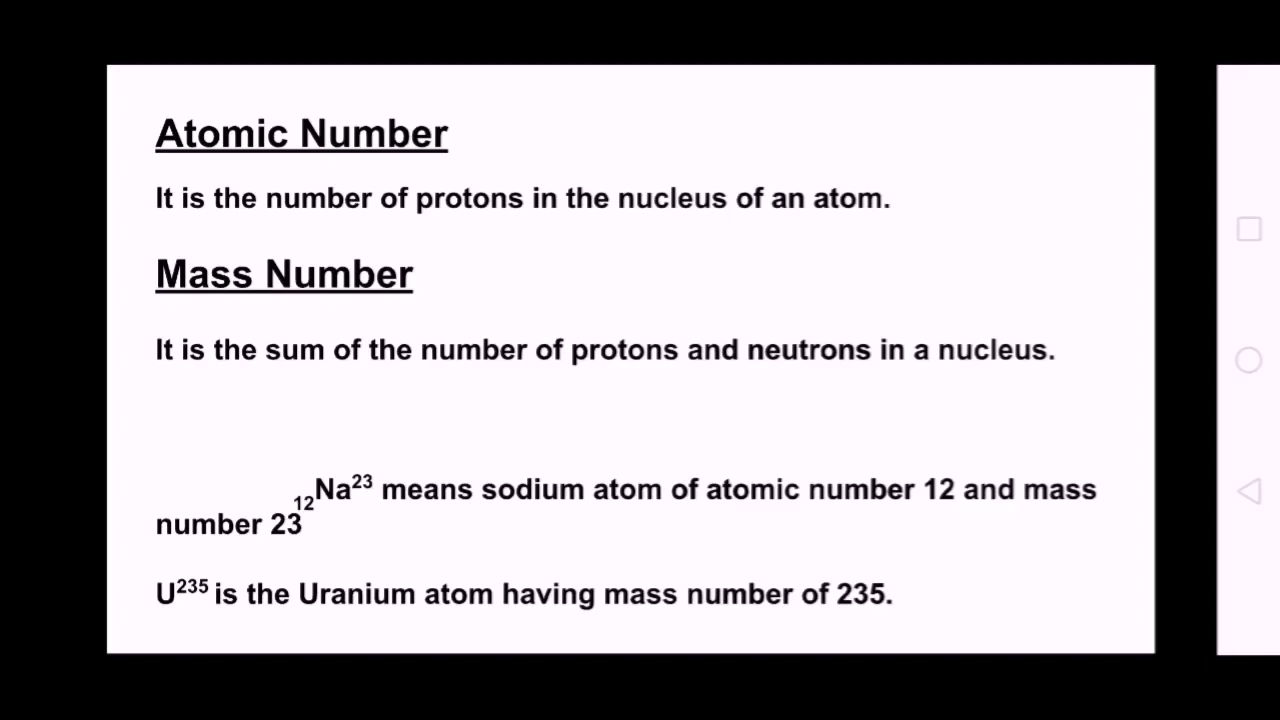 Atomic Number
It is the number of protons in the nucleus of an atom.
Mass Number
It is the sum of the number of protons and neutrons in a nucleus.
₁₂Na²³ means sodium atom of atomic number 12 and mass
number 23
U²³⁵ is the Uranium atom having mass number of 235.